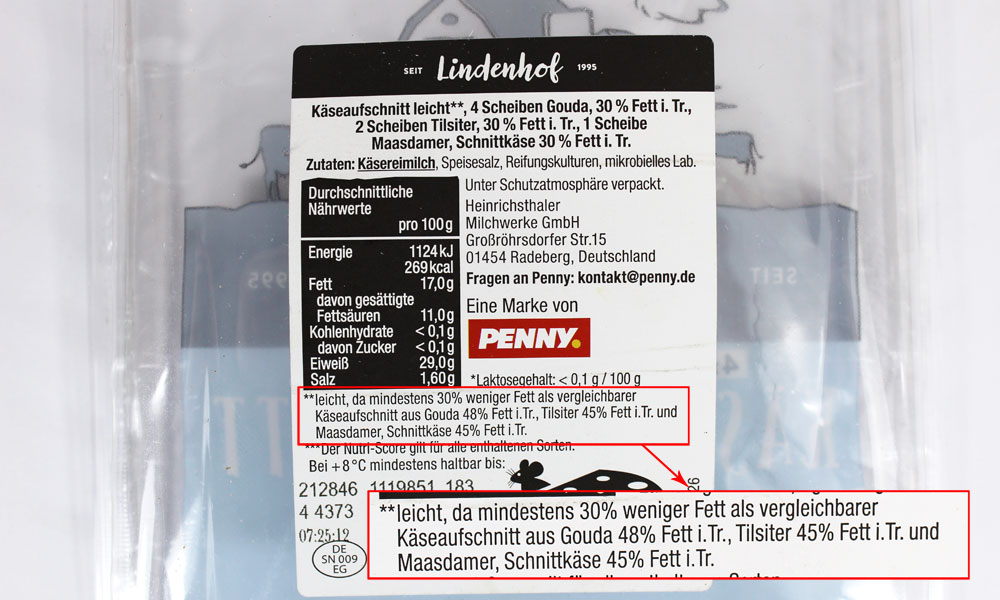 SEIT Lindenhof 1995
Käseaufschnitt leicht**, 4 Scheiben Gouda, 30 % Fett i. Tr.,
2 Scheiben Tilsiter, 30 % Fett i. Tr., 1 Scheibe
Maasdamer, Schnittkäse 30 % Fett i. Tr.
Zutaten: Käsereimilch, Speisesalz, Reifungskulturen, mikrobielles Lab.
Durchschnittliche
Nährwerte
pro 100 g
Energie 1124 kJ
269 kcal
Fett 17,0 g
davon gesättigte
Fettsäuren 11,0 g
Kohlenhydrate < 0,1 g
davon Zucker < 0,1 g
Eiweiß 29,0 g
Salz 1,60 g
Unter Schutzatmosphäre verpackt.
Heinrichsthaler
Milchwerke GmbH
Großröhrsdorfer Str.15
01454 Radeberg, Deutschland
Fragen an Penny: kontakt@penny.de
Eine Marke von
PENNY.
*Laktosegehalt: < 0,1 g / 100 g
**leicht, da mindestens 30% weniger Fett als vergleichbarer
Käseaufschnitt aus Gouda 48% Fett i.Tr., Tilsiter 45% Fett i.Tr. und
Maasdamer, Schnittkäse 45% Fett i.Tr.
***Der Nutri-Score gilt für alle enthaltenen Sorten.
Bei +8°C mindestens haltbar bis:
212846 1119851 183
4 4373
07:25:12
DE
SN 009
EG
26
**leicht, da mindestens 30% weniger Fett als vergleichbarer
Käseaufschnitt aus Gouda 48% Fett i.Tr., Tilsiter 45% Fett i.Tr. und
Maasdamer, Schnittkäse 45% Fett i.Tr.
1995
SEIT